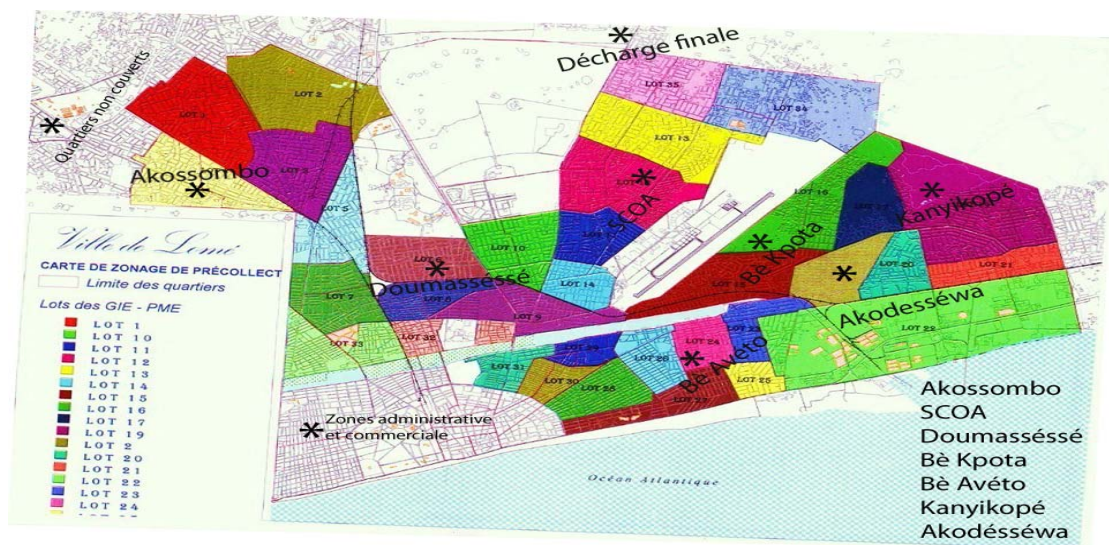 Décharge finale
Quartiers non couverts
LOT 35
LOT 34
LOT 2
LOT 1
LOT 13
LOT 3
Akossombo
LOT 16
SCOA
Kanyikopé
LOT 5
LOT 10
Bè Kpota
Doumasséssé
LOT 20
LOT 21
LOT 7
LOT 14
LOT 9
Akodesséwa
LOT 22
LOT 33
LOT 32
LOT 24
LOT 31
LOT 30
LOT 28
Bè Avéto
LOT 25
Ville de Lomé
CARTE DE ZONAGE DE PRÉCOLLECT
Limite des quartiers
Lots des GIE - PME
LOT 1
LOT 10
LOT 11
LOT 12
LOT 13
LOT 14
LOT 15
LOT 16
LOT 17
LOT 19
LOT 2
LOT 20
LOT 21
LOT 22
LOT 23
LOT 24
Zones administrative
et commerciale
Océan Atlantique
Akossombo
SCOA
Doumasséssé
Bè Kpota
Bè Avéto
Kanyikopé
Akodésséwa